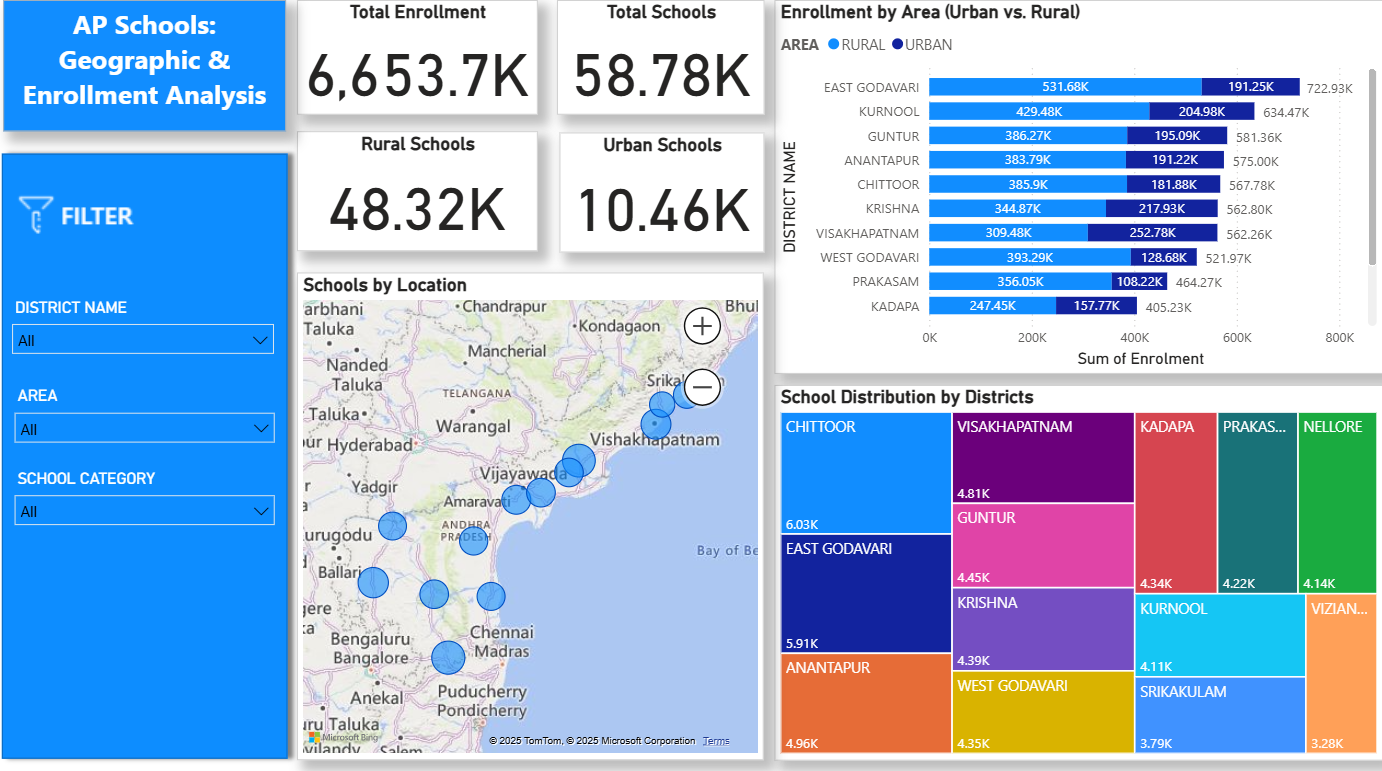 AP Schools:
Geographic &
Enrollment Analysis
FILTER
DISTRICT NAME
All
AREA
All
SCHOOL CATEGORY
All
Total Enrollment
6,653.7K
Total Schools
58.78K
Rural Schools
48.32K
Urban Schools
10.46K
Schools by Location
arbhani
Taluka
Chandrapur
Bhul
Kondagaon
Mancherial
Nanded
Taluka
TELANGANA
Taluka
Warangal
ur Hyderabad
Vishakhapatnam
Vijayawada
Yadgir
Amaravati
ANDHRA
PRADESH
urugodu
Ballari
Bay of Be
gere
ka
Bengaluru
Bangalore
Chennai
Madras
Anekal
Puducherry
Pondicherry
uru Taluka
vilandy
Salem
Microsoft Bing
© 2025 TomTom, © 2025 Microsoft Corporation Terms
Enrollment by Area (Urban vs. Rural)
AREA RURAL URBAN
DISTRICT NAME
EAST GODAVARI 531.68K 191.25K 722.93K
KURNOOL 429.48K 204.98K 634.47K
GUNTUR 386.27K 195.09K 581.36K
ANANTAPUR 383.79K 191.22K 575.00K
CHITTOOR 385.9K 181.88K 567.78K
KRISHNA 344.87K 217.93K 562.80K
VISAKHAPATNAM 309.48K 252.78K 562.26K
WEST GODAVARI 393.29K 128.68K 521.97K
PRAKASAM 356.05K 108.22K 464.27K
KADAPA 247.45K 157.77K 405.23K
0K 200K 400K 600K 800K
Sum of Enrolment
School Distribution by Districts
CHITTOOR
6.03K
EAST GODAVARI
5.91K
ANANTAPUR
4.96K
VISAKHAPATNAM
4.81K
GUNTUR
4.45K
KRISHNA
4.39K
WEST GODAVARI
4.35K
KADAPA
4.34K
PRAKAS...
4.22K
NELLORE
4.14K
KURNOOL
4.11K
SRIKAKULAM
3.79K
VIZIAN...
3.28K